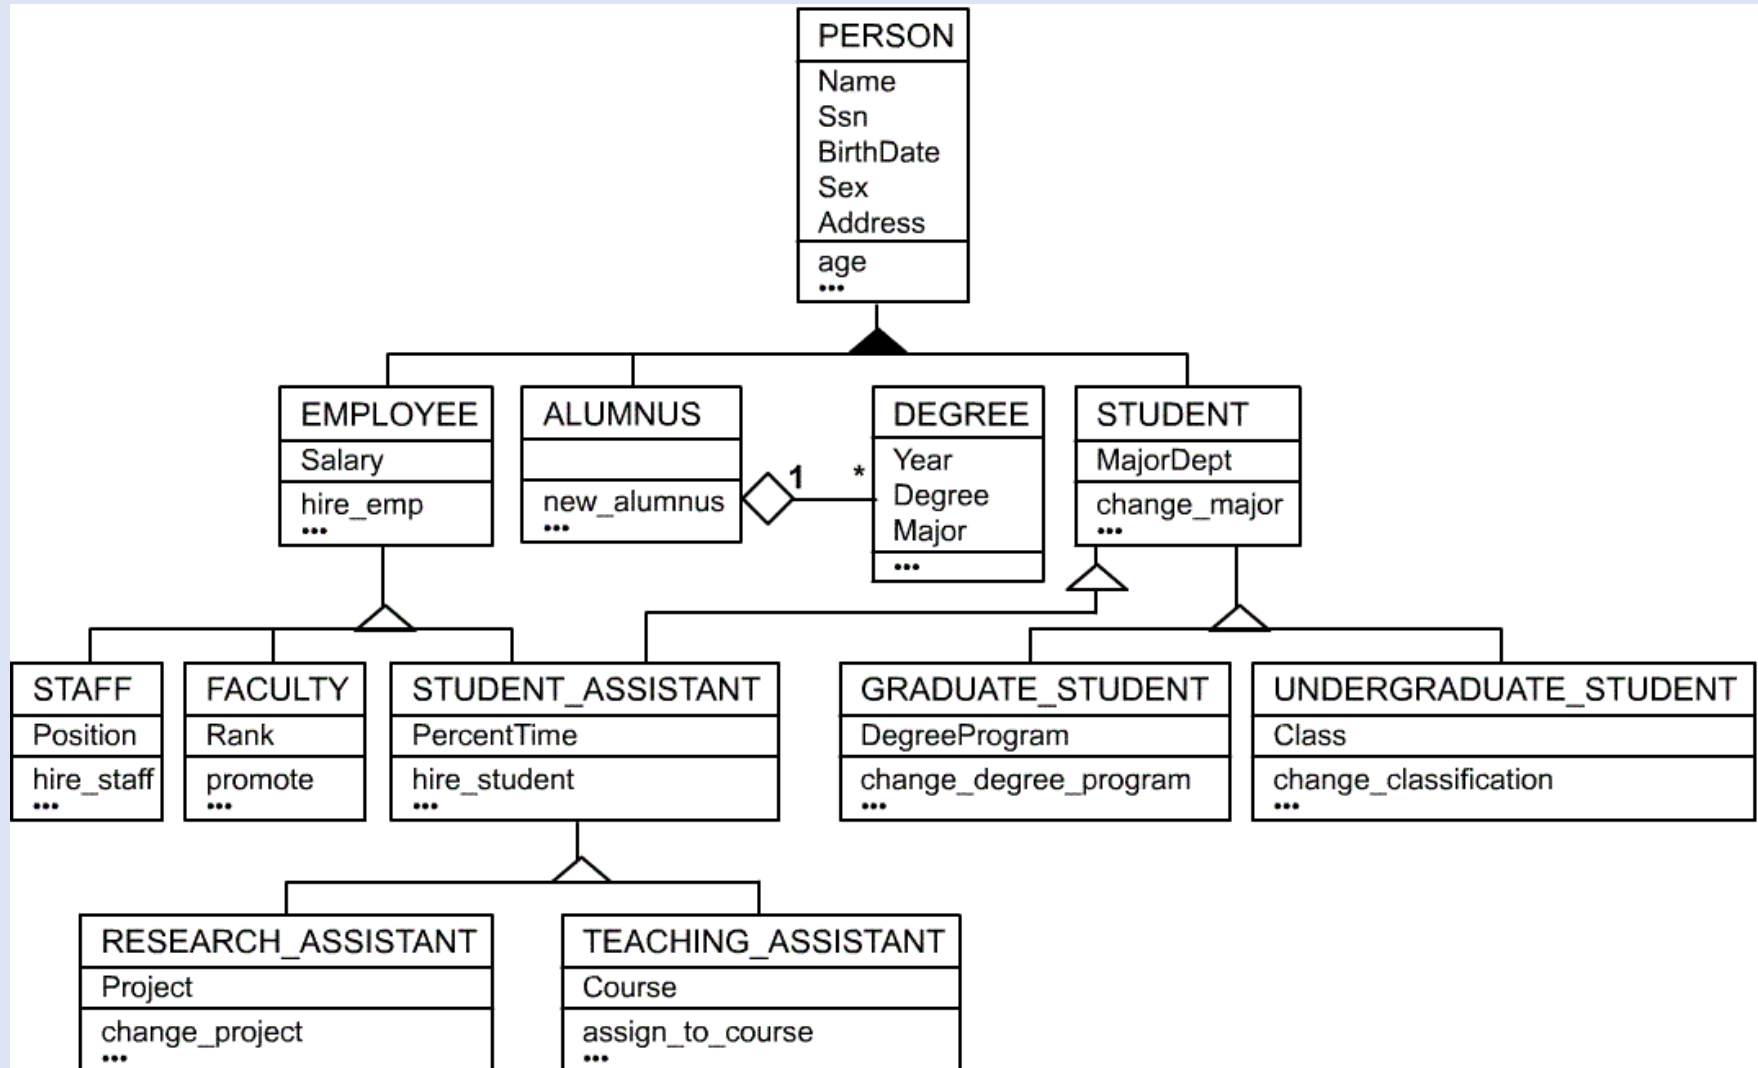 PERSON
Name
Ssn
BirthDate
Sex
Address
age
•••
EMPLOYEE
Salary
hire_emp
•••
ALUMNUS
new_alumnus
•••
1
*
DEGREE
Year
Degree
Major
•••
STUDENT
MajorDept
change_major
•••
STAFF
Position
hire_staff
•••
FACULTY
Rank
promote
•••
STUDENT_ASSISTANT
PercentTime
hire_student
•••
GRADUATE_STUDENT
DegreeProgram
change_degree_program
•••
UNDERGRADUATE_STUDENT
Class
change_classification
•••
RESEARCH_ASSISTANT
Project
change_project
•••
TEACHING_ASSISTANT
Course
assign_to_course
•••